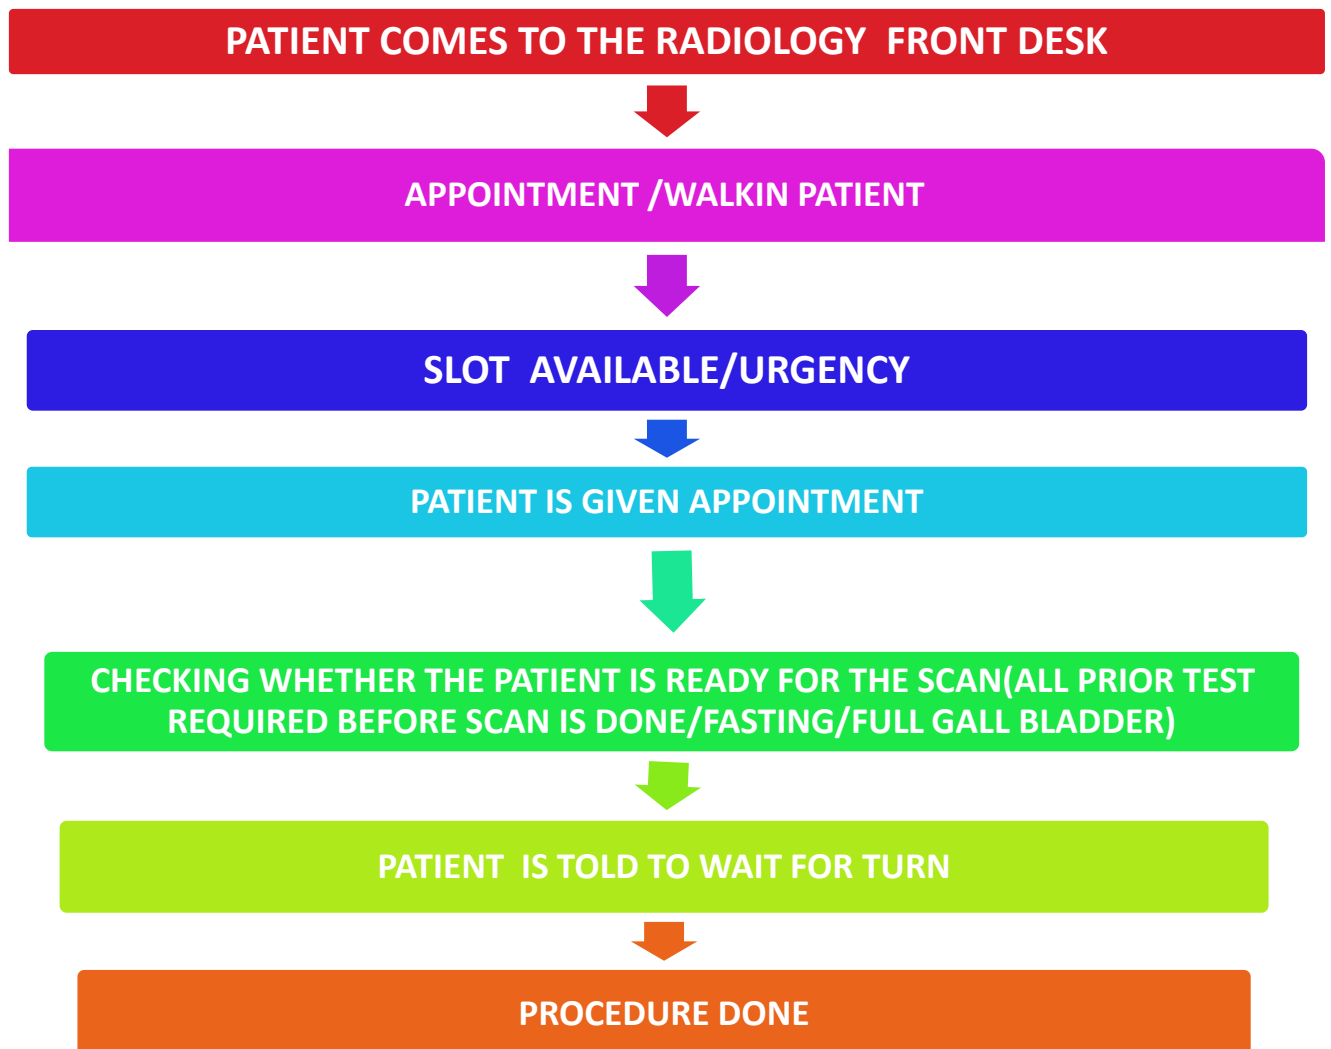 PATIENT COMES TO THE RADIOLOGY  FRONT DESK
APPOINTMENT /WALKIN PATIENT
SLOT  AVAILABLE/URGENCY
PATIENT IS GIVEN APPOINTMENT
CHECKING WHETHER THE PATIENT IS READY FOR THE SCAN(ALL PRIOR TEST
REQUIRED BEFORE SCAN IS DONE/FASTING/FULL GALL BLADDER)
PATIENT  IS TOLD TO WAIT FOR TURN
PROCEDURE DONE